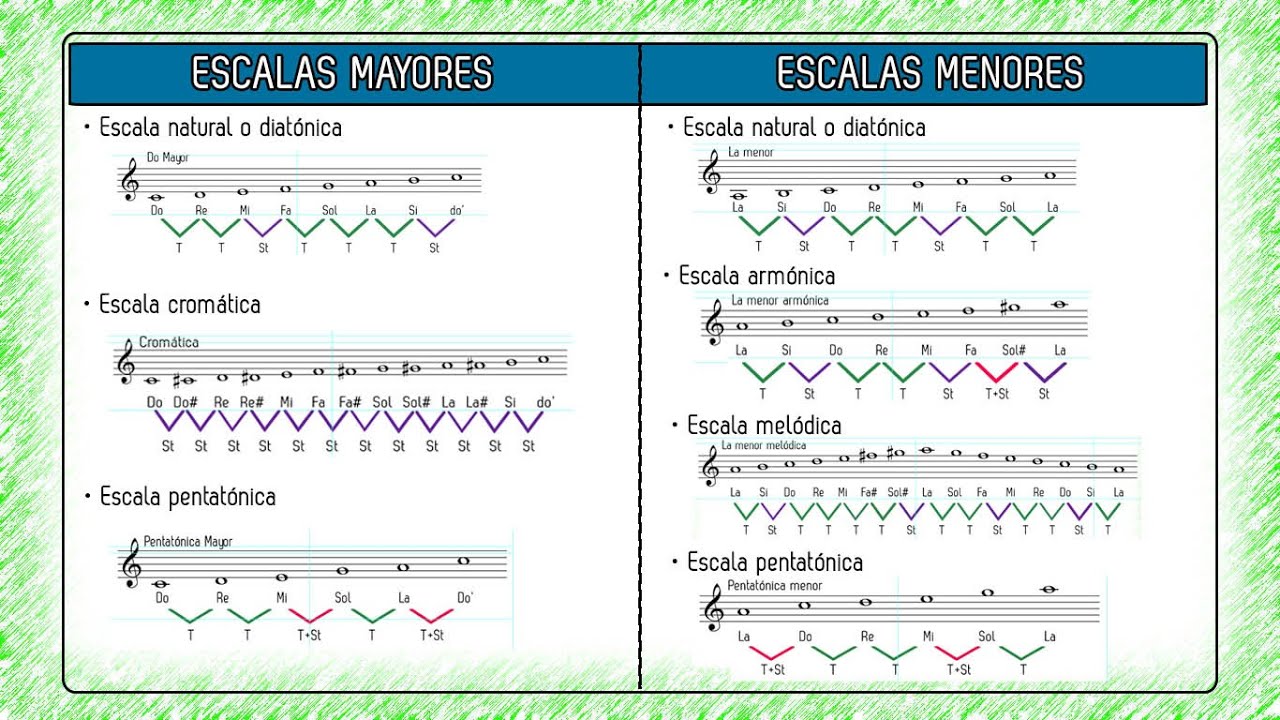 ESCALAS MAYORES
• Escala natural o diatónica
Do Mayor
Do Re Mi Fa Sol La Si do'
T T St T T T St
• Escala cromática
Cromática
Do Do# Re Re# Mi Fa Fa# Sol Sol# La La# Si do'
St St St St St St St St St St St St
• Escala pentatónica
Pentatónica Mayor
Do Re Mi Sol La Do'
T T T+St T T+St
ESCALAS MENORES
• Escala natural o diatónica
La menor
La Si Do Re Mi Fa Sol La
T St T T St T T
• Escala armónica
La menor armónica
La Si Do Re Mi Fa Sol# La
T St T T St T+St St
• Escala melódica
La menor melódica
La Si Do Re Mi Fa# Sol# La Sol Fa Mi Re Do Si La
T St T T T T St T T St T T St T
• Escala pentatónica
Pentatónica menor
La Do Re Mi Sol La
T+St T T T+St T